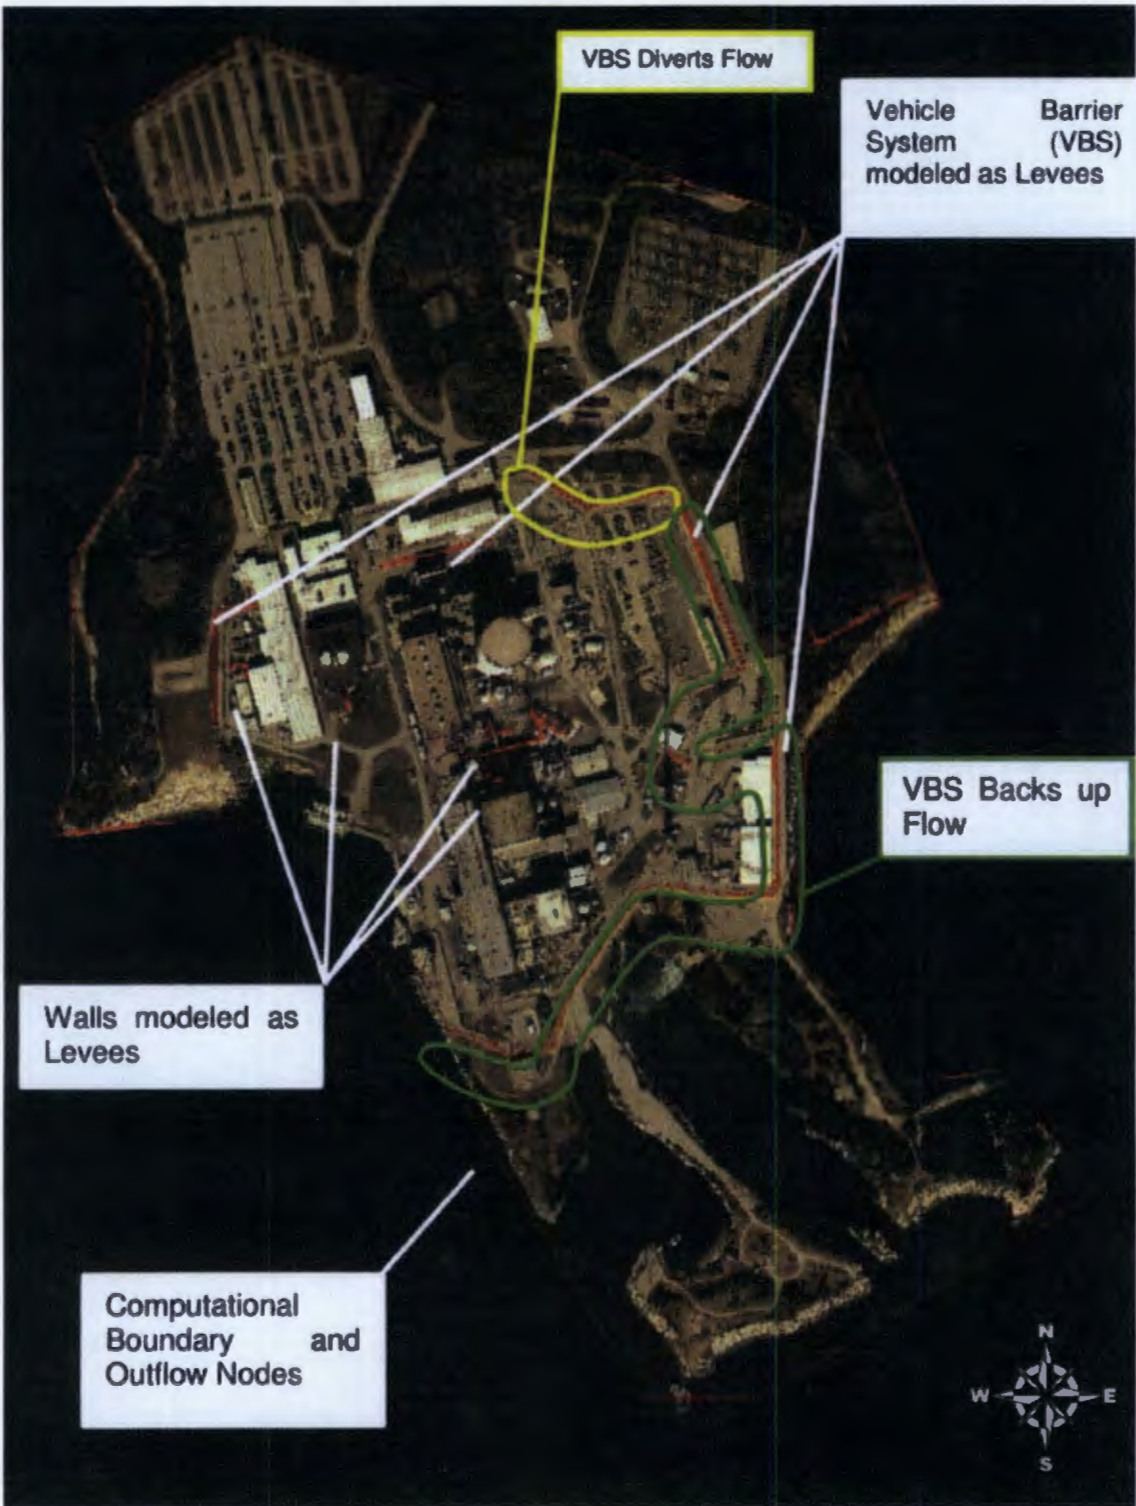 VBS Diverts Flow
Vehicle Barrier
System (VBS)
modeled as Levees
VBS Backs up
Flow
Walls modeled as
Levees
Computational
Boundary and
Outflow Nodes
N
W E
S